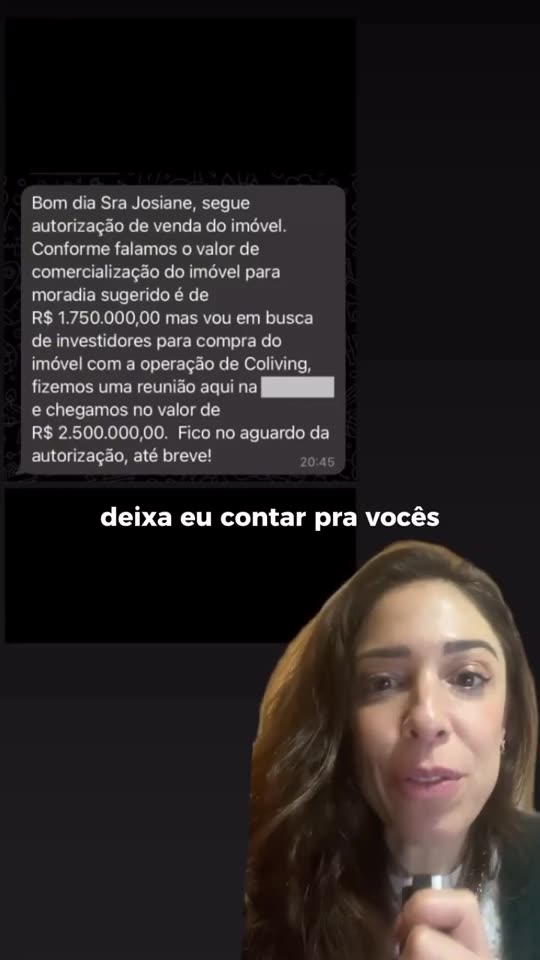 Bom dia Sra Josiane, segue
autorização de venda do imóvel.
Conforme falamos o valor de
comercialização do imóvel para
moradia sugerido é de
R$ 1.750.000,00 mas vou em busca
de investidores para compra do
imóvel com a operação de Coliving,
fizemos uma reunião aqui na
e chegamos no valor de
R$ 2.500.000,00. Fico no aguardo da
autorização, até breve!
20:45
deixa eu contar pra vocês